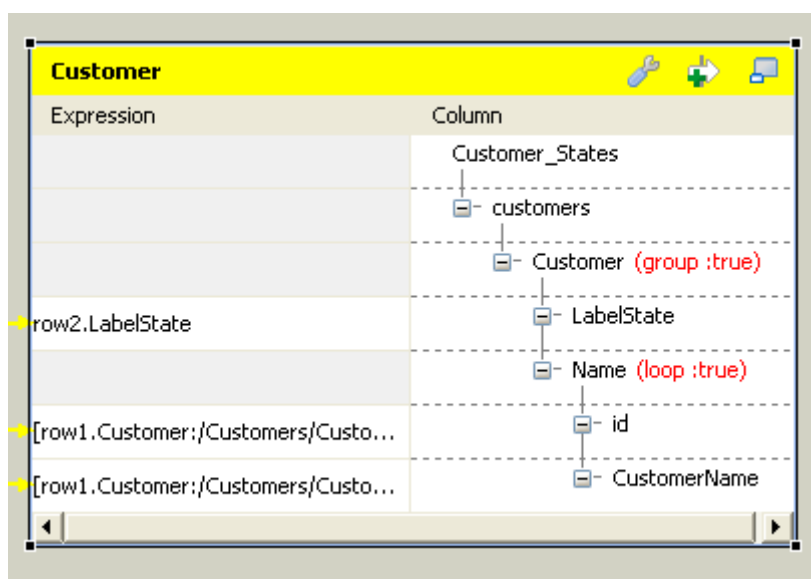 Customer
Expression Column
Customer_States
customers
Customer (group :true)
row2.LabelState LabelState
Name (loop :true)
[row1.Customer:/Customers/Custo... id
[row1.Customer:/Customers/Custo... CustomerName